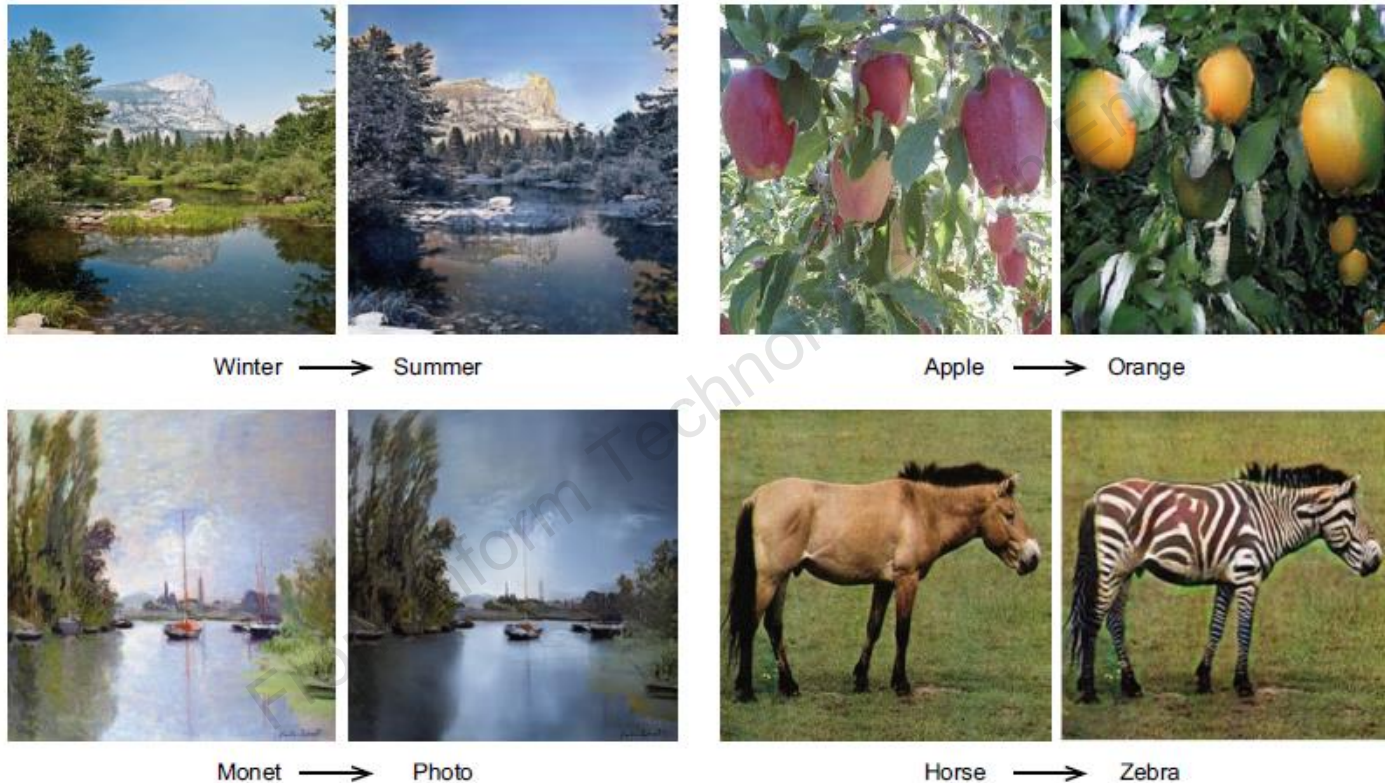 Winter → Summer
Apple → Orange
Monet → Photo
Horse → Zebra